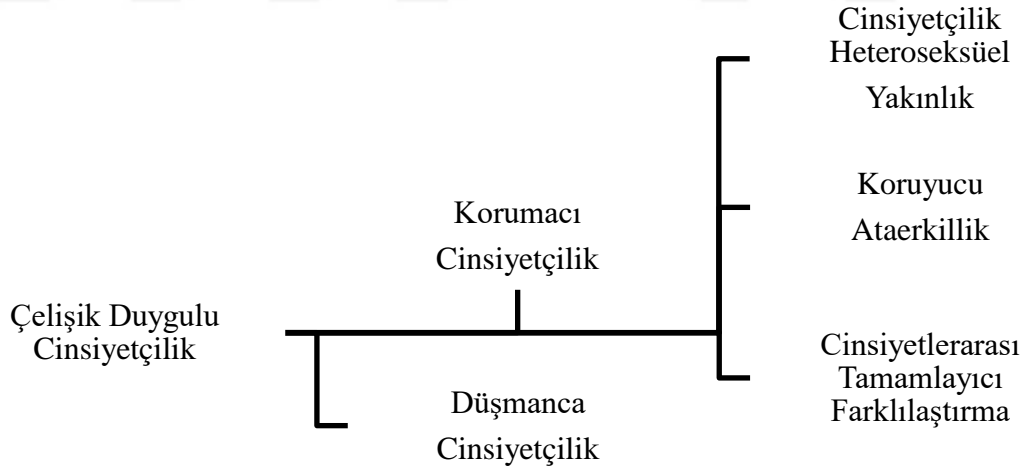 Cinsiyetçilik
Heteroseksüel
Yakınlık
Koruyucu
Ataerkillik
Korumacı
Cinsiyetçilik
Çelişik Duygulu
Cinsiyetçilik
Cinsiyetlerarası
Tamamlayıcı
Farklılaştırma
Düşmanca
Cinsiyetçilik